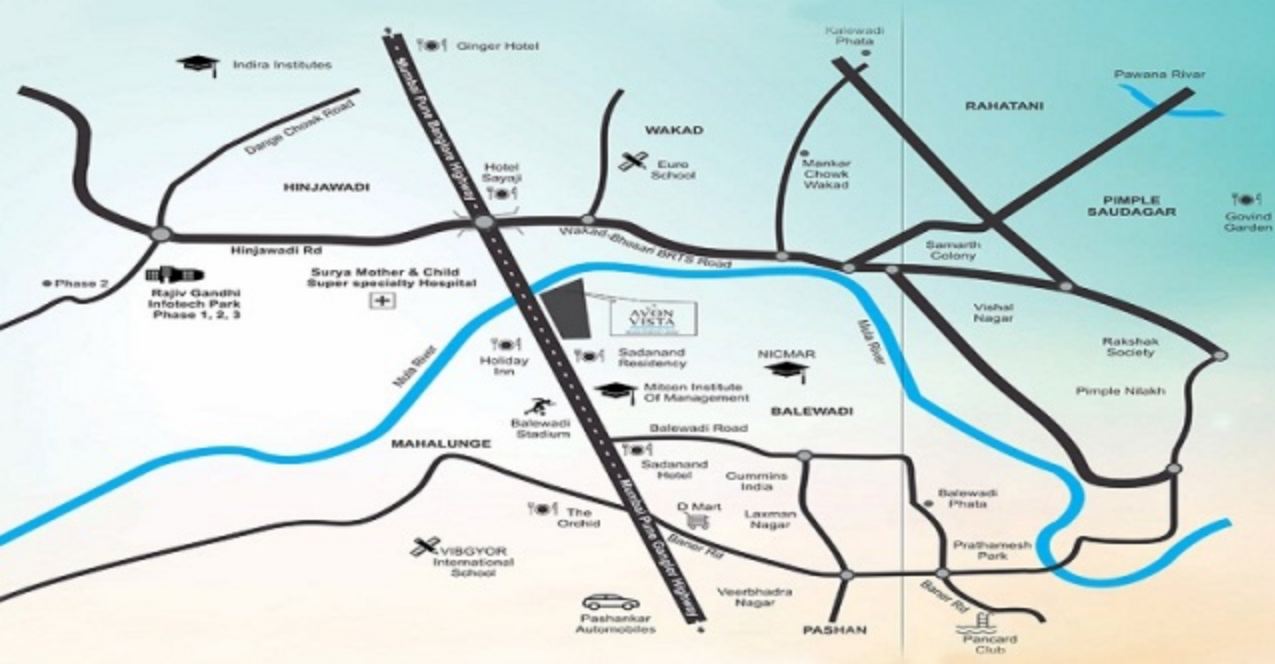 Kalewadi
Phata
Ginger Hotel
Indira Institutes
Pawana Rivar
Mumbai Pune Banglare Highway
RAHATANI
Dange Chowk Road
WAKAD
Euro
School
Mankar
Chowk
Wakad
Hotel
Sayaji
HINJAWADI
PIMPLE
SAUDAGAR
Govind
Garden
Wakad-Bhosari BRTS Road
Hinjawadi Rd
Samarth
Colony
Phase 2
Rajiv Gandhi
Infotech Park
Phase 1, 2, 3
Surya Mother & Child
Super specialty Hospital
AVON
VISTA
Vishal
Nagar
Mula River
Mula River
Rakshak
Society
Holiday
Inn
Sadanand
Residency
NICMAR
Mitcon Institute
Of Management
Pimple Nilakh
BALEWADI
Balewadi
Stadium
Balewadi Road
MAHALUNGE
Sadanand
Hotel
Cummins
India
Balewadi
Phata
The
Orchid
D Mart
Laxman
Nagar
Mumbai Pune Banglor Highway
Baner Rd
Prathamesh
Park
VIBGYOR
International
School
Veerbhadra
Nagar
Baner Rd
Pashankar
Automobiles
PASHAN
Pancard
Club